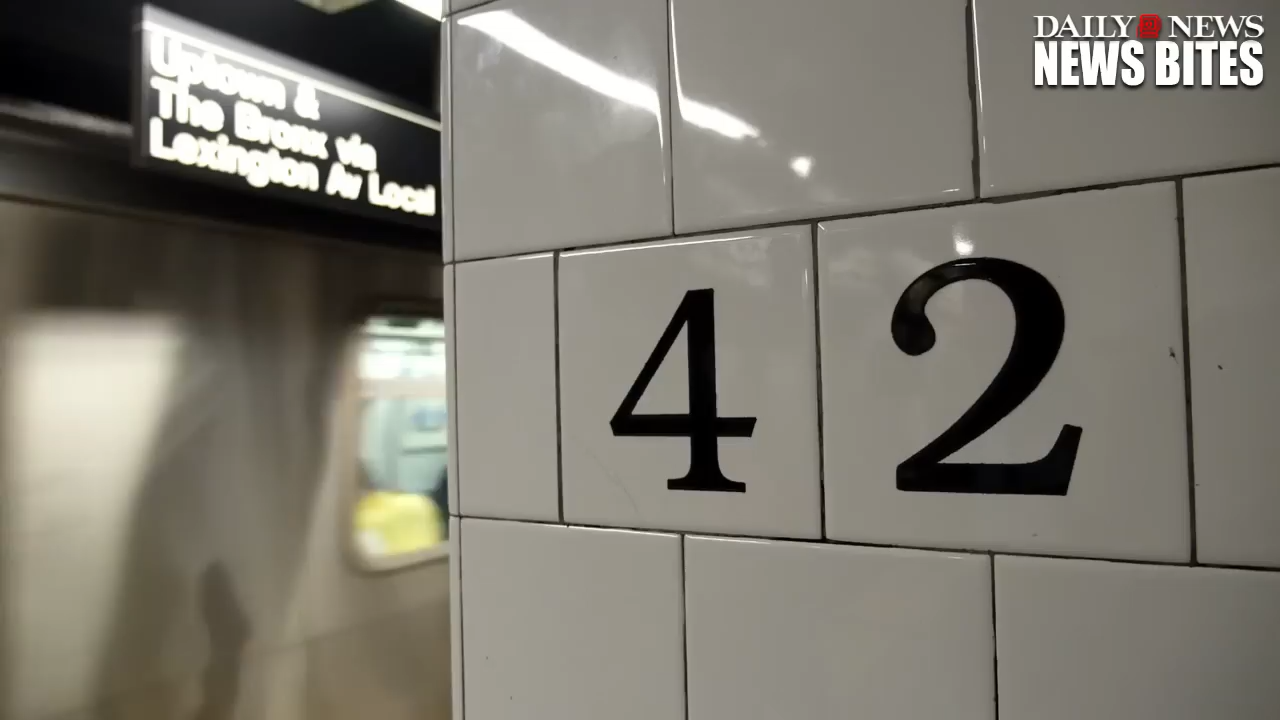 Uptown &
The Bronx via
Lexington Av Local
42
DAILY NEWS
NEWS BITES